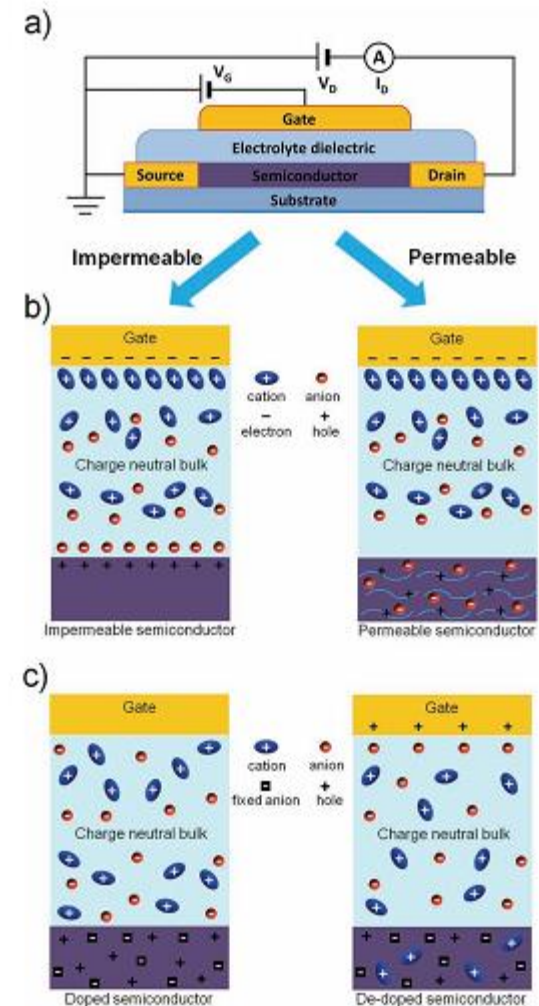 a)
V_G
V_D
A
I_D
Gate
Electrolyte dielectric
Source
Semiconductor
Drain
Substrate
Impermeable
Permeable
b)
Gate
cation
anion
electron
hole
Charge neutral bulk
Impermeable semiconductor
Gate
Charge neutral bulk
Permeable semiconductor
c)
Gate
cation
anion
fixed anion
hole
Charge neutral bulk
Doped semiconductor
Gate
Charge neutral bulk
De-doped semiconductor